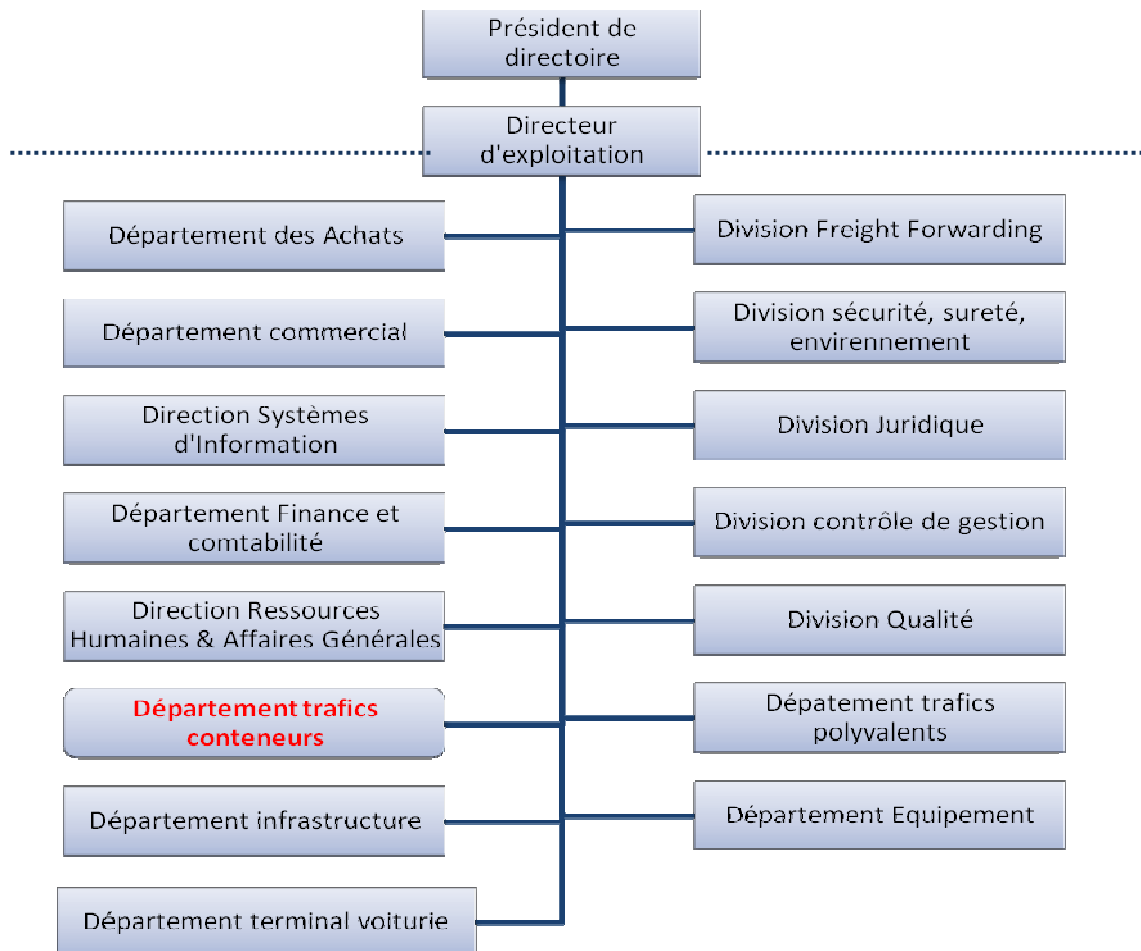 Président de
directoire
Directeur
d'exploitation
Département des Achats
Division Freight Forwarding
Département commercial
Division sécurité, sureté,
envirennement
Direction Systèmes
d'Information
Division Juridique
Département Finance et
comtabilité
Division contrôle de gestion
Direction Ressources
Humaines & Affaires Générales
Division Qualité
Département trafics
conteneurs
Dépatement trafics
polyvalents
Département infrastructure
Département Equipement
Département terminal voiturie